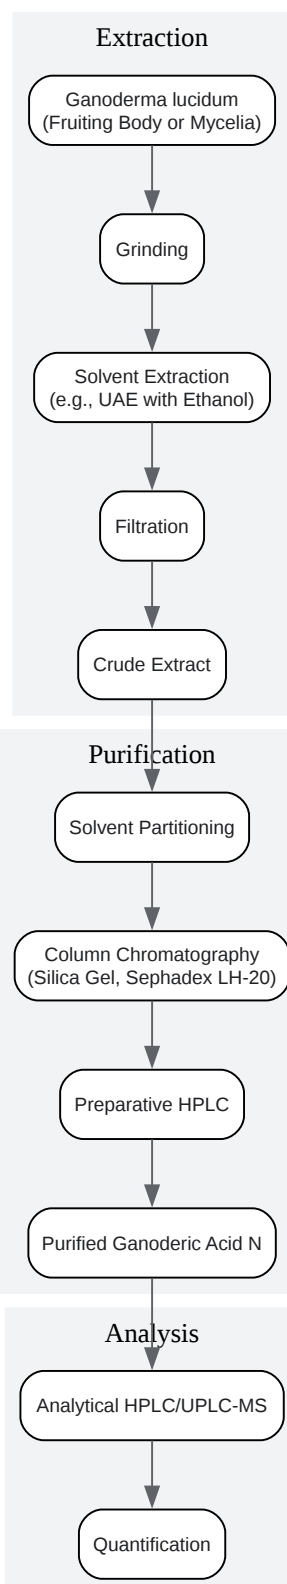 Extraction
Ganoderma lucidum
(Fruiting Body or Mycelia)
Grinding
Solvent Extraction
(e.g., UAE with Ethanol)
Filtration
Crude Extract
Purification
Solvent Partitioning
Column Chromatography
(Silica Gel, Sephadex LH-20)
Preparative HPLC
Purified Ganoderic Acid N
Analysis
Analytical HPLC/UPLC-MS
Quantification